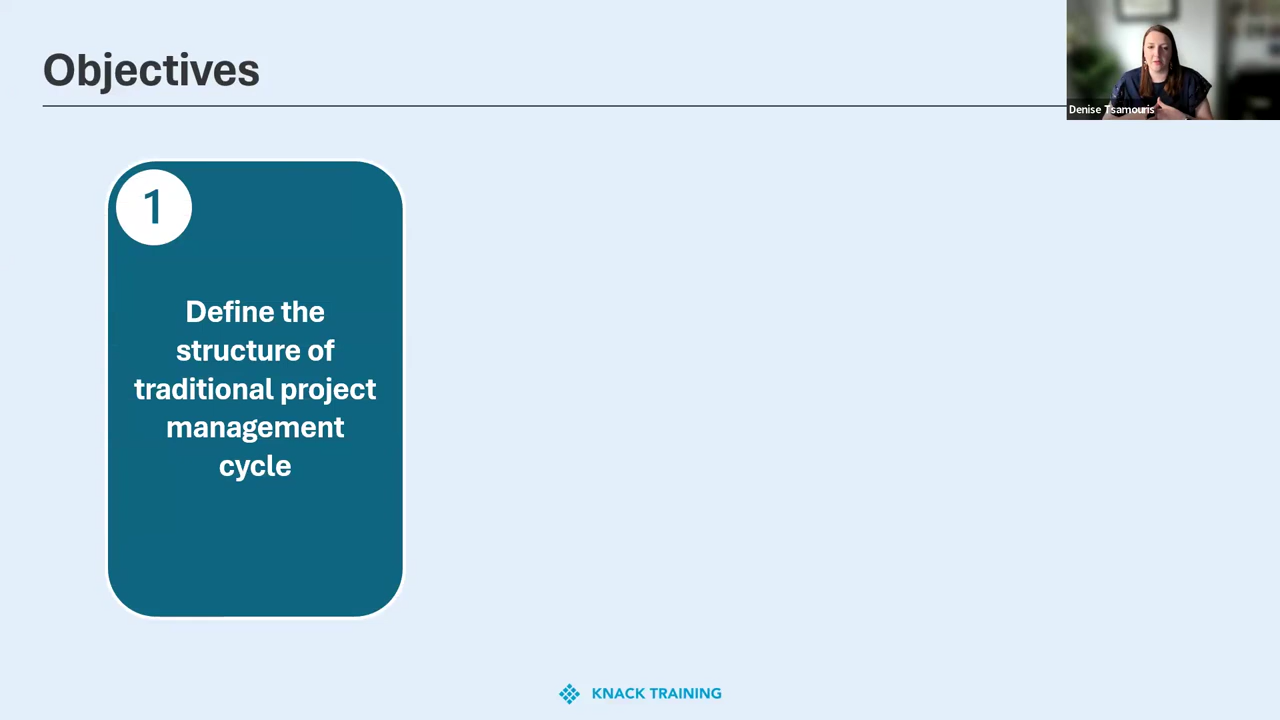 Objectives
Denise Tsamouris
1
Define the
structure of
traditional project
management
cycle
KNACK TRAINING